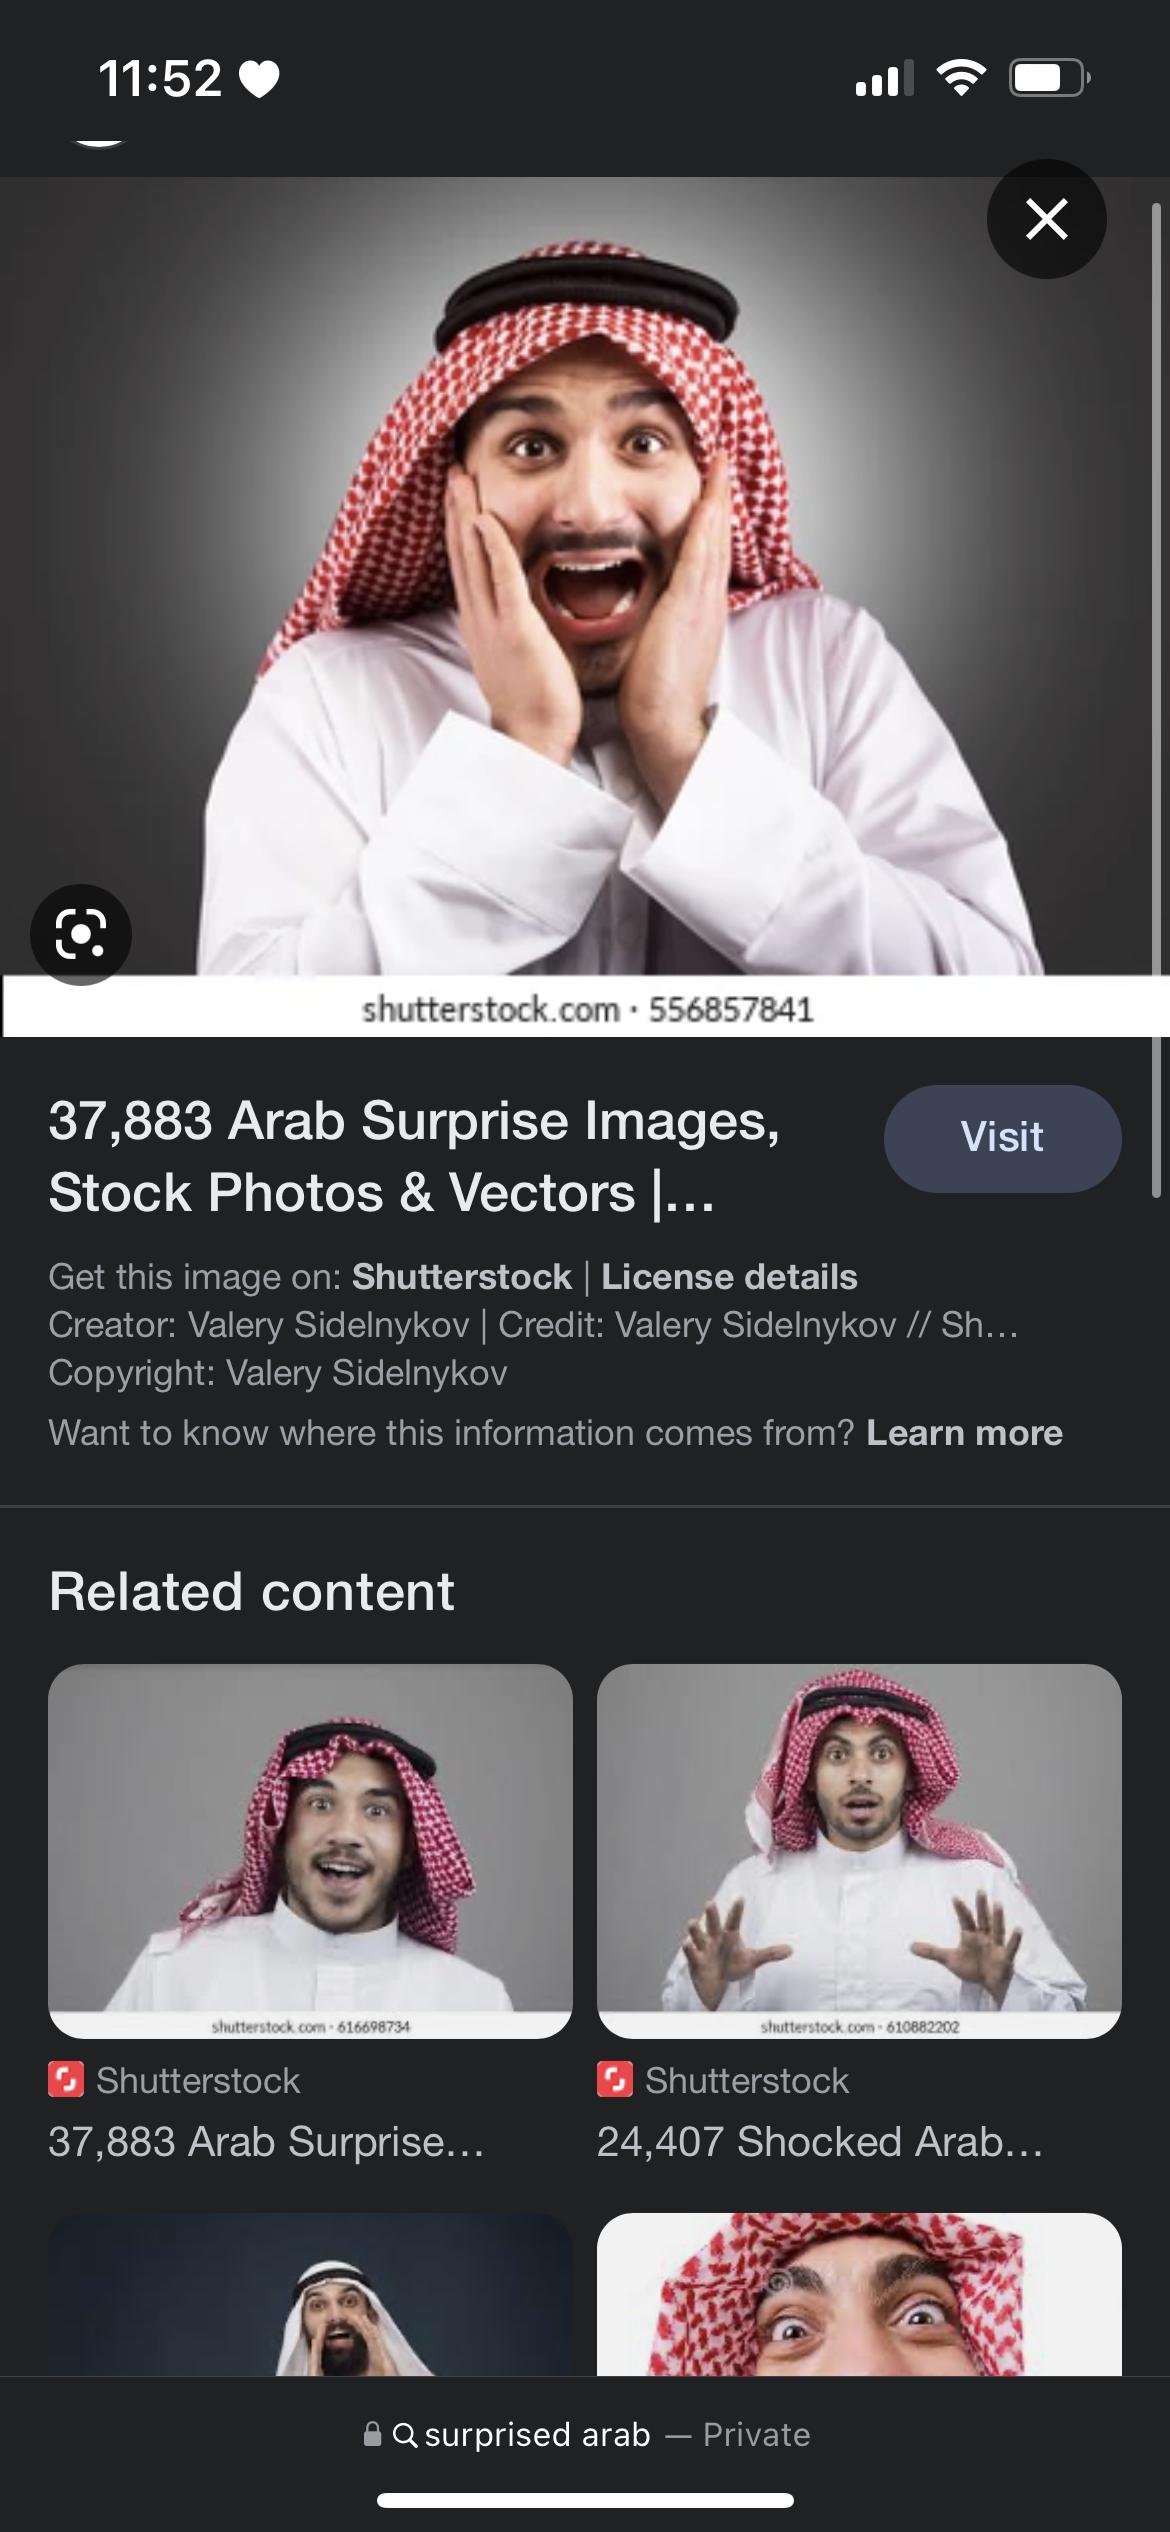 11:52
shutterstock.com · 556857841
37,883 Arab Surprise Images,
Stock Photos & Vectors |...
Visit
Get this image on: Shutterstock | License details
Creator: Valery Sidelnykov | Credit: Valery Sidelnykov // Sh...
Copyright: Valery Sidelnykov
Want to know where this information comes from? Learn more
Related content
shutterstock.com · 616698734
shutterstock.com · 610882202
Shutterstock
Shutterstock
37,883 Arab Surprise...
24,407 Shocked Arab...
surprised arab — Private